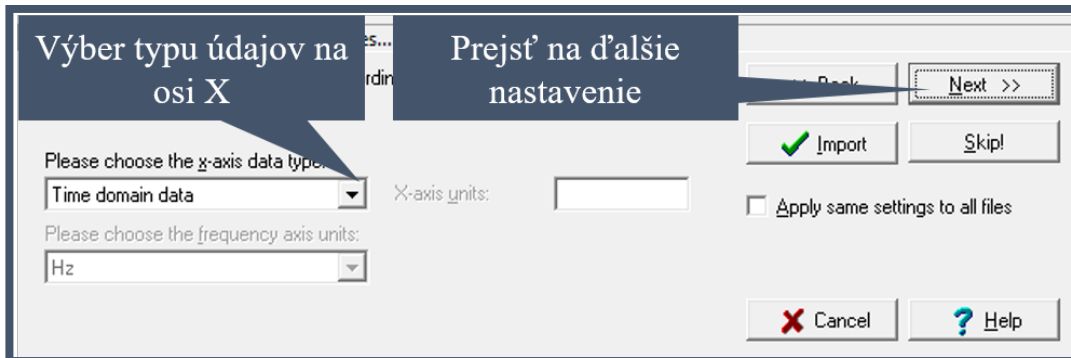 Výber typu údajov na
osi X
Prejsť na ďalšie
nastavenie
Next >>
Import
Skip!
Please choose the x-axis data type:
Time domain data
X-axis units:
Apply same settings to all files
Please choose the frequency axis units:
Hz
Cancel
Help